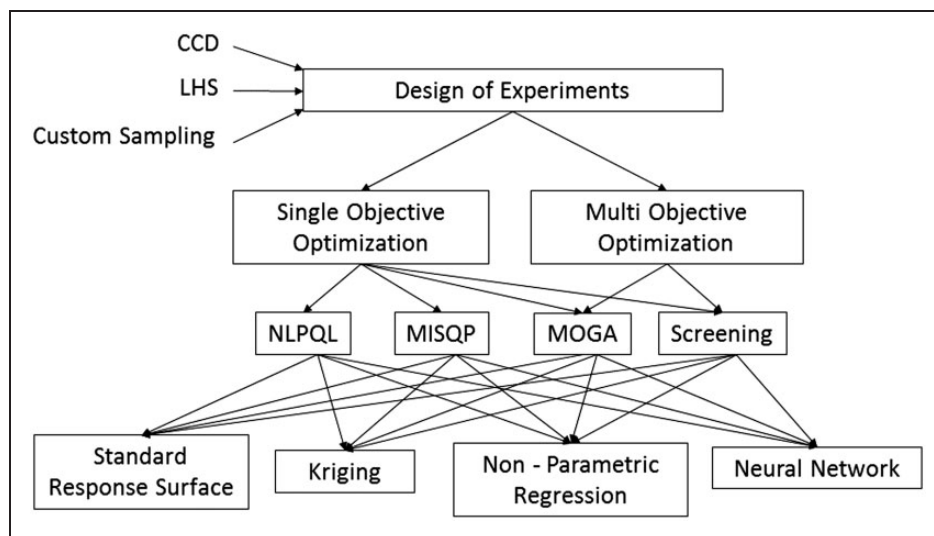 CCD
LHS
Custom Sampling
Design of Experiments
Single Objective
Optimization
Multi Objective
Optimization
NLPQL
MISQP
MOGA
Screening
Standard
Response Surface
Kriging
Non - Parametric
Regression
Neural Network